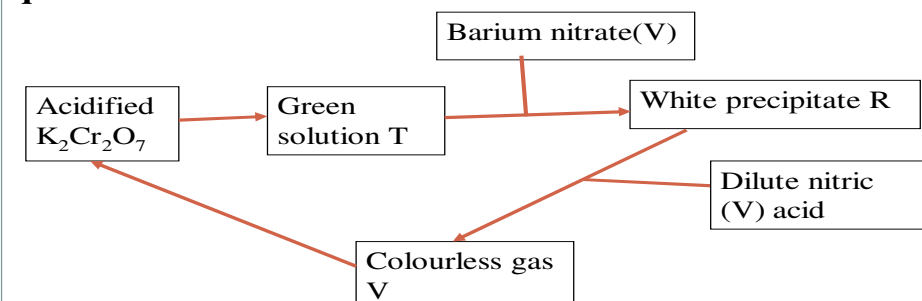 Barium nitrate(V)
Acidified
K₂Cr₂O₇
Green
solution T
White precipitate R
Dilute nitric
(V) acid
Colourless gas
V